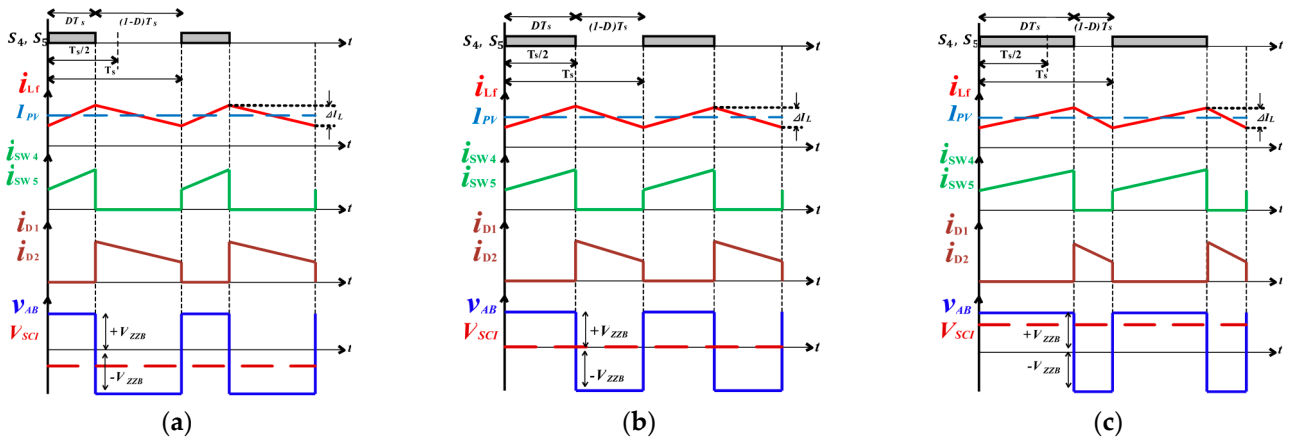 DTs (1-D)Ts
S4, S5 t
Ts/2
Ts
iLf
IPV ΔIL
t
iSW4
iSW5
t
iD1
iD2
t
vAB
+VZZB
VSCI
t
-VZZB
(a)
DTs (1-D)Ts
S4, S5 t
Ts/2
Ts
iLf
IPV ΔIL
t
iSW4
iSW5
t
iD1
iD2
t
vAB
+VZZB
VSCI
t
-VZZB
(b)
DTs (1-D)Ts
S4, S5 t
Ts/2
Ts
iLf
IPV ΔIL
t
iSW4
iSW5
t
iD1
iD2
t
vAB
VSCI
+VZZB
t
-VZZB
(c)